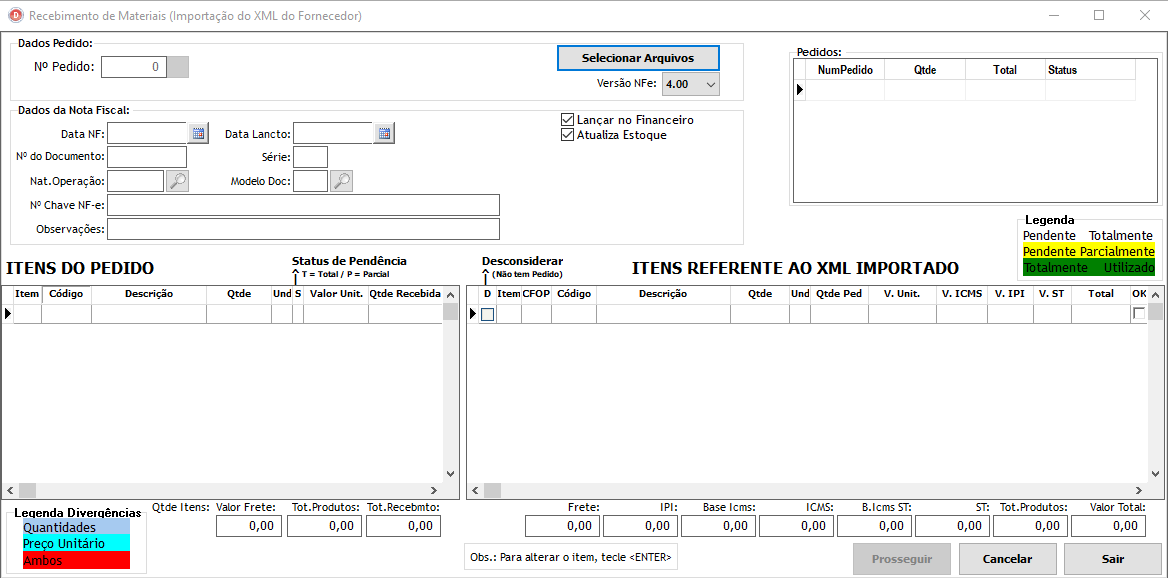 Recebimento de Materiais (Importação do XML do Fornecedor)
Dados Pedido:
Nº Pedido: 0
Selecionar Arquivos
Versão NFe: 4.00
Pedidos:
NumPedido Qtde Total Status
Dados da Nota Fiscal:
Data NF: Data Lancto:
Nº do Documento: Série:
Nat.Operação: Modelo Doc:
Nº Chave NF-e:
Observações:
Lançar no Financeiro
Atualiza Estoque
Legenda
Pendente Totalmente
Pendente Parcialmente
Totalmente Utilizado
ITENS DO PEDIDO
Status de Pendência
T = Total / P = Parcial
Desconsiderar
(Não tem Pedido)
ITENS REFERENTE AO XML IMPORTADO
Item Código Descrição Qtde Und S Valor Unit. Qtde Recebida
D Item CFOP Código Descrição Qtde Und Qtde Ped V. Unit. V. ICMS V. IPI V. ST Total OK
Legenda Divergências
Quantidades
Preço Unitário
Ambos
Qtde Itens: Valor Frete: Tot.Produtos: Tot.Recebmto:
0,00 0,00 0,00
Frete: IPI: Base Icms: ICMS: B.Icms ST: ST: Tot.Produtos: Valor Total:
0,00 0,00 0,00 0,00 0,00 0,00 0,00 0,00
Obs.: Para alterar o item, tecle <ENTER>
Prosseguir Cancelar Sair